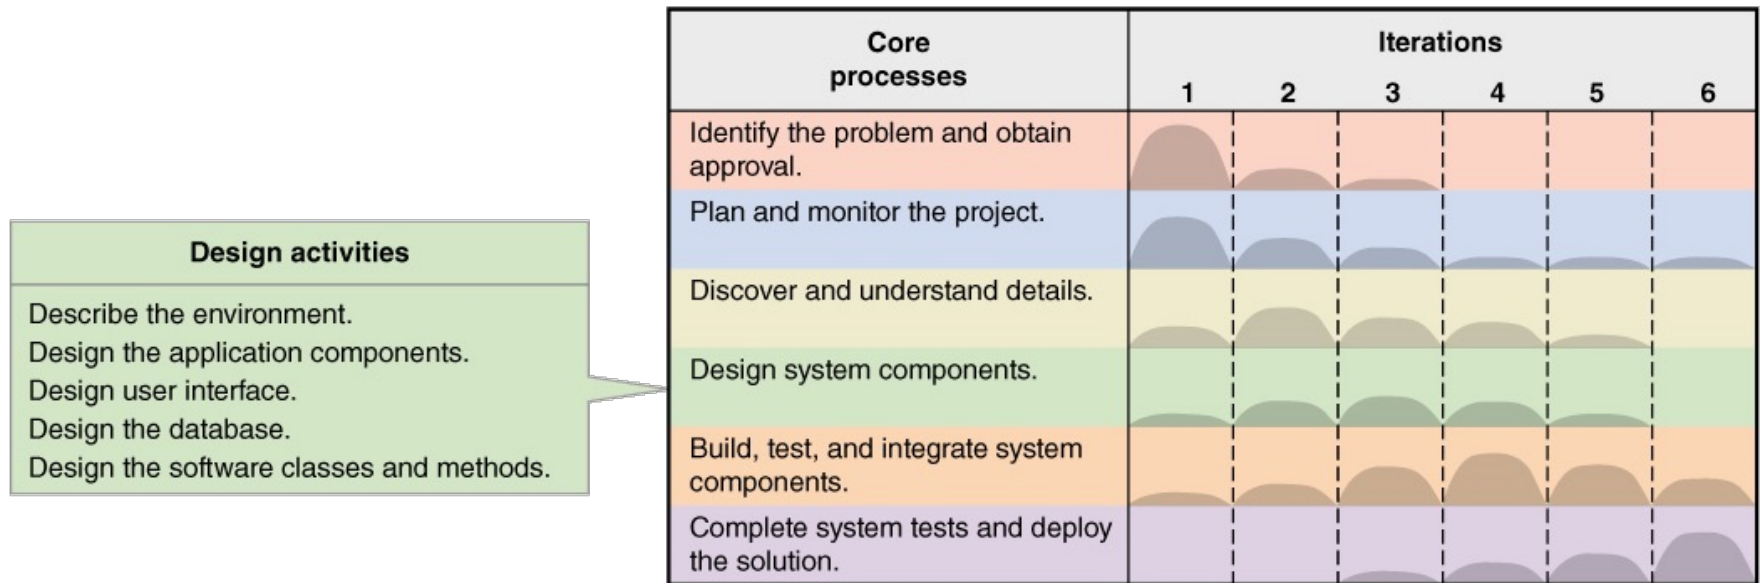 Design activities
Describe the environment.
Design the application components.
Design user interface.
Design the database.
Design the software classes and methods.
Core
processes
Iterations
1 2 3 4 5 6
Identify the problem and obtain
approval.
Plan and monitor the project.
Discover and understand details.
Design system components.
Build, test, and integrate system
components.
Complete system tests and deploy
the solution.